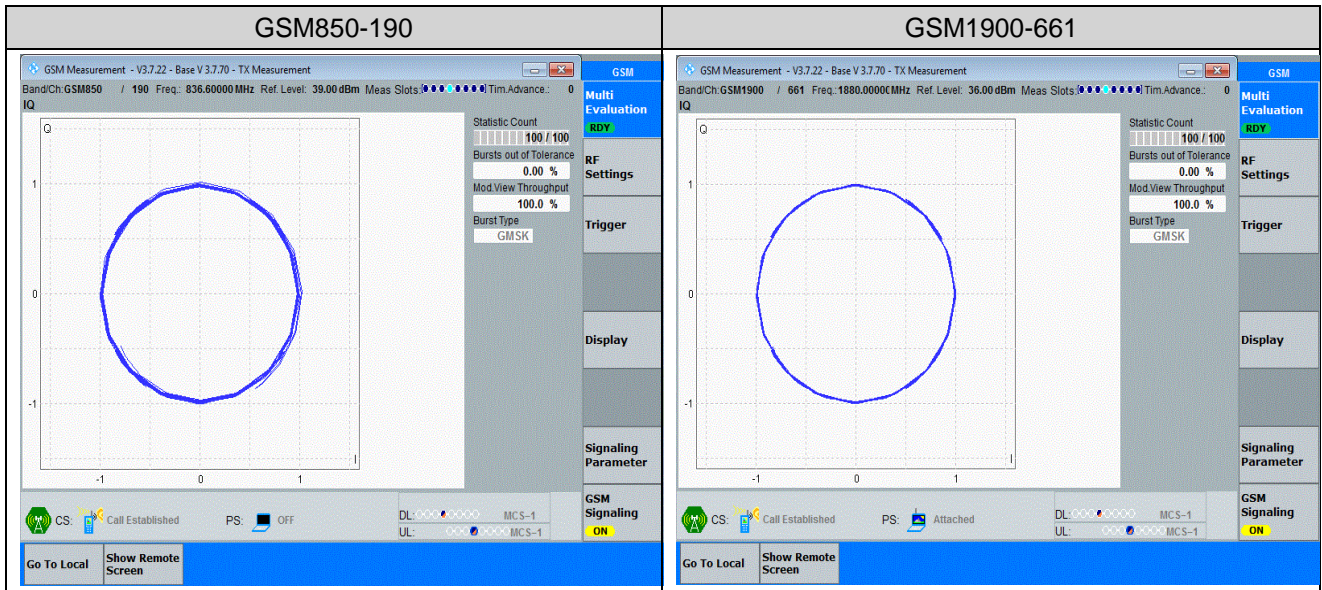 GSM850-190
GSM Measurement - V3.7.22 - Base V 3.7.70 - TX Measurement
GSM
Band/Ch: GSM850 / 190 Freq.: 836.60000 MHz Ref. Level: 39.00 dBm Meas Slots: Tim.Advance.: 0
IQ
Multi
Evaluation
RDY
Q
Statistic Count
100 / 100
Bursts out of Tolerance
0.00 %
Mod.View Throughput
100.0 %
Burst Type
GMSK
RF
Settings
Trigger
Display
Signaling
Parameter
GSM
Signaling
ON
1
0
-1
I
-1 0 1
CS: Call Established PS: OFF
DL: MCS-1
UL: MCS-1
Go To Local
Show Remote
Screen
GSM1900-661
GSM Measurement - V3.7.22 - Base V 3.7.70 - TX Measurement
GSM
Band/Ch: GSM1900 / 661 Freq.: 1880.00000 MHz Ref. Level: 36.00 dBm Meas Slots: Tim.Advance.: 0
IQ
Multi
Evaluation
RDY
Q
Statistic Count
100 / 100
Bursts out of Tolerance
0.00 %
Mod.View Throughput
100.0 %
Burst Type
GMSK
RF
Settings
Trigger
Display
Signaling
Parameter
GSM
Signaling
ON
1
0
-1
I
-1 0 1
CS: Call Established PS: Attached
DL: MCS-1
UL: MCS-1
Go To Local
Show Remote
Screen